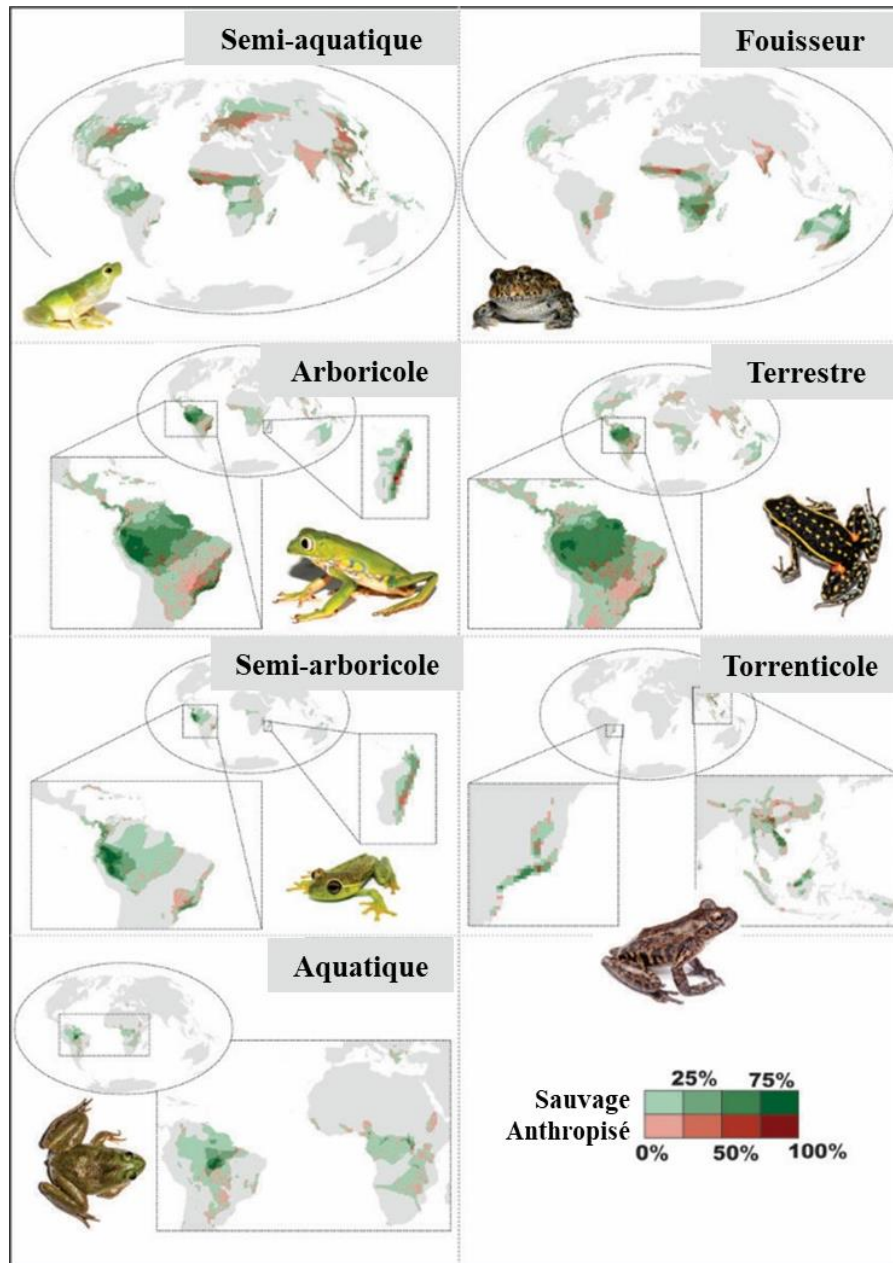 Semi-aquatique
Fouisseur
Arboricole
Terrestre
Semi-arboricole
Torrenticole
Aquatique
25% 75%
Sauvage
Anthropisé
0% 50% 100%